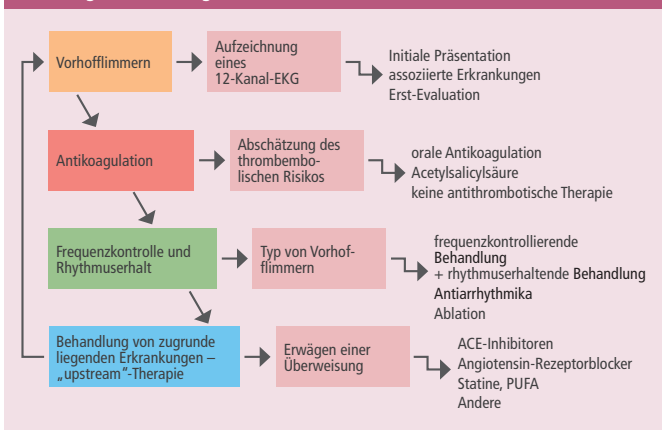 Vorhofflimmern
Aufzeichnung
eines
12-Kanal-EKG
Initiale Präsentation
assoziierte Erkrankungen
Erst-Evaluation
Antikoagulation
Abschätzung des
thrombembo-
lischen Risikos
orale Antikoagulation
Acetylsalicylsäure
keine antithrombotische Therapie
Frequenzkontrolle und
Rhythmuserhalt
Typ von Vorhof-
flimmern
frequenzkontrollierende
Behandlung
+ rhythmuserhaltende Behandlung
Antiarrhythmika
Ablation
Behandlung von zugrunde
liegenden Erkrankungen –
„upstream"-Therapie
Erwägen einer
Überweisung
ACE-Inhibitoren
Angiotensin-Rezeptorblocker
Statine, PUFA
Andere